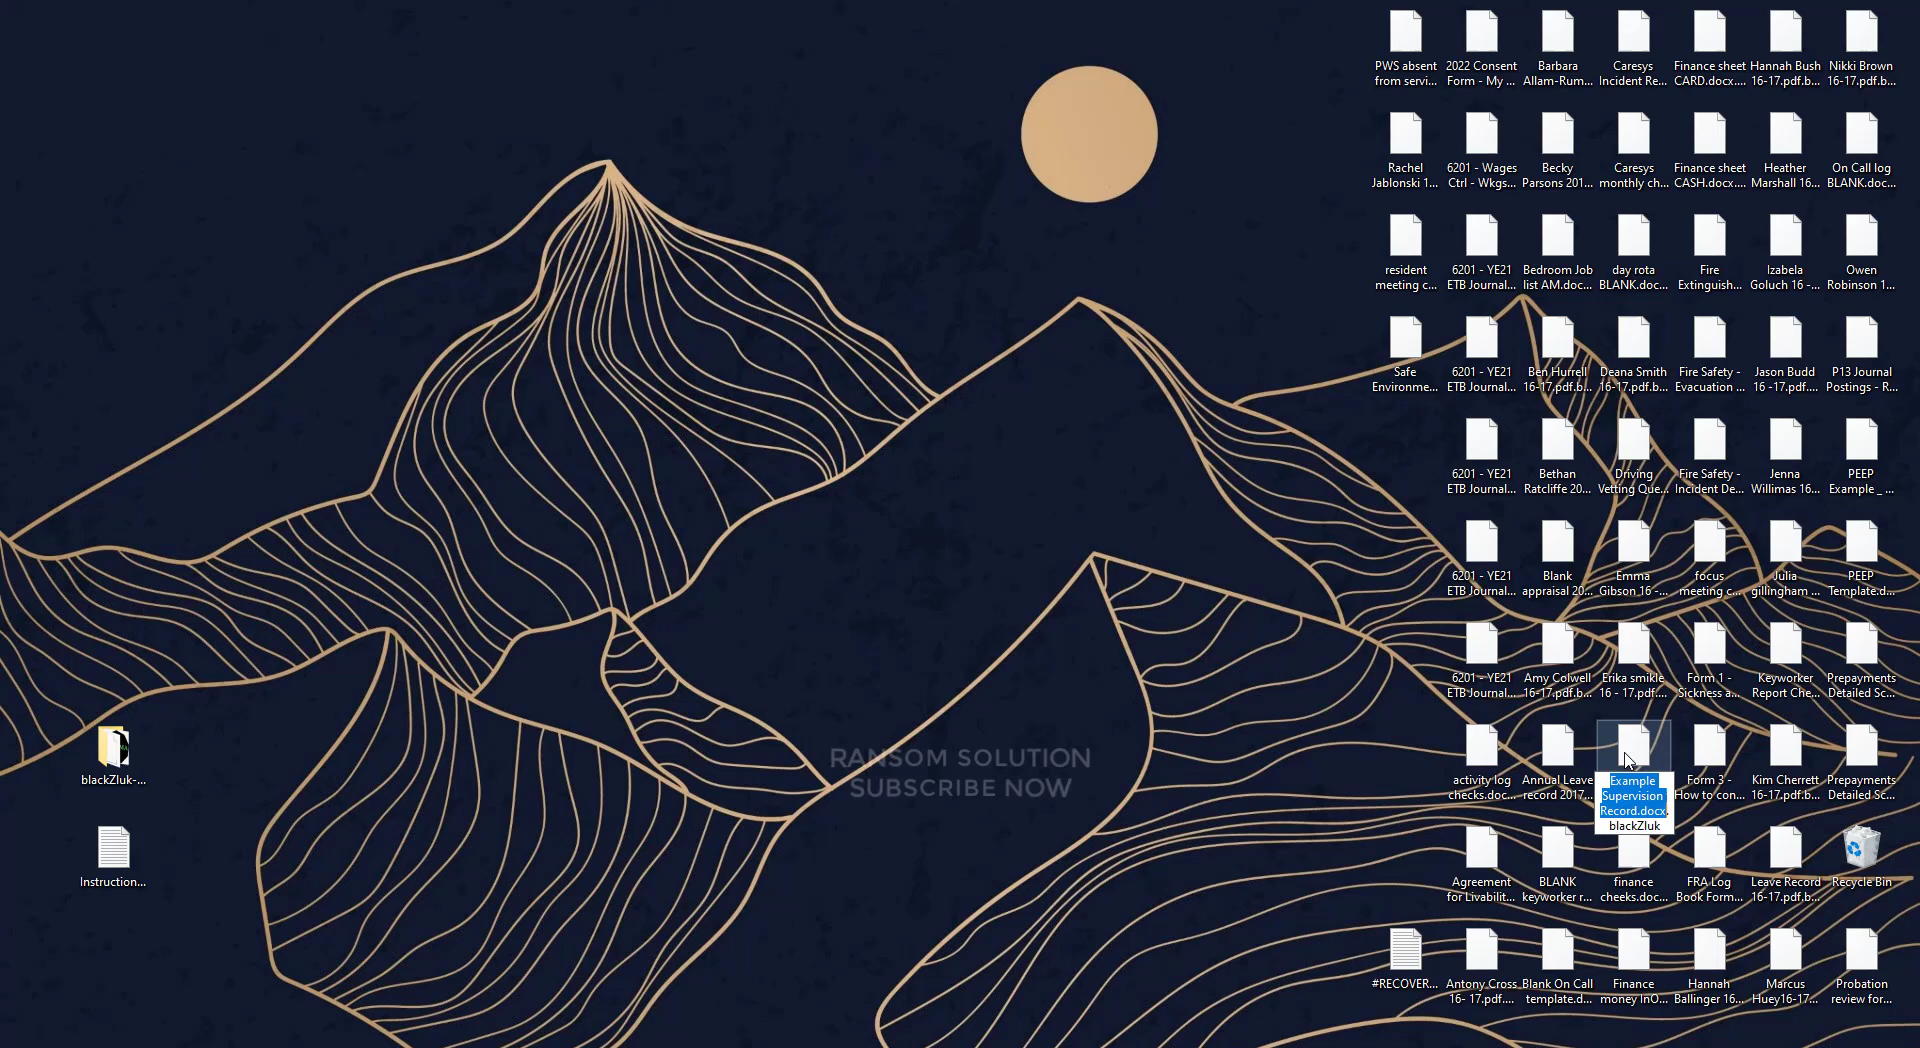 PWS absent
from servi...
2022 Consent
Form - My ...
Barbara
Allam-Rum...
Caresys
Incident Re...
Finance sheet
CARD.docx....
Hannah Bush
16-17.pdf.b...
Nikki Brown
16-17.pdf.b...
Rachel
Jablonski 1...
6201 - Wages
Ctrl - Wkgs...
Becky
Parsons 201...
Caresys
monthly ch...
Finance sheet
CASH.docx....
Heather
Marshall 16...
On Call log
BLANK.doc...
resident
meeting c...
6201 - YE21
ETB Journal...
Bedroom Job
list AM.doc...
day rota
BLANK.doc...
Fire
Extinguish...
Izabela
Goluch 16 -...
Owen
Robinson 1...
Safe
Environme...
6201 - YE21
ETB Journal...
Ben Hurrell
16-17.pdf.b...
Deana Smith
16-17.pdf.b...
Fire Safety -
Evacuation ...
Jason Budd
16 -17.pdf....
P13 Journal
Postings - R...
6201 - YE21
ETB Journal...
Bethan
Ratcliffe 20...
Driving
Vetting Que...
Fire Safety -
Incident De...
Jenna
Willimas 16...
PEEP
Example _ ...
6201 - YE21
ETB Journal...
Blank
appraisal 20...
Emma
Gibson 16 -...
focus
meeting c...
Julia
gillingham ...
PEEP
Template.d...
6201 - YE21
ETB Journal...
Amy Colwell
16-17.pdf.b...
Erika smikle
16 - 17.pdf....
Form 1 -
Sickness a...
Keyworker
Report Che...
Prepayments
Detailed Sc...
blackZluk-...
RANSOM SOLUTION
SUBSCRIBE NOW
activity log
checks.doc...
Annual Leave
record 2017...
Example
Supervision
Record.docx.
blackZluk
Form 3 -
How to con...
Kim Cherrett
16-17.pdf.b...
Prepayments
Detailed Sc...
Instruction...
Agreement
for Livabilit...
BLANK
keyworker r...
finance
cheeks.doc...
FRA Log
Book Form...
Leave Record
16-17.pdf.b...
Recycle Bin
#RECOVER...
Antony Cross
16- 17.pdf....
Blank On Call
template.d...
Finance
money InO...
Hannah
Ballinger 16...
Marcus
Huey16-17...
Probation
review for...